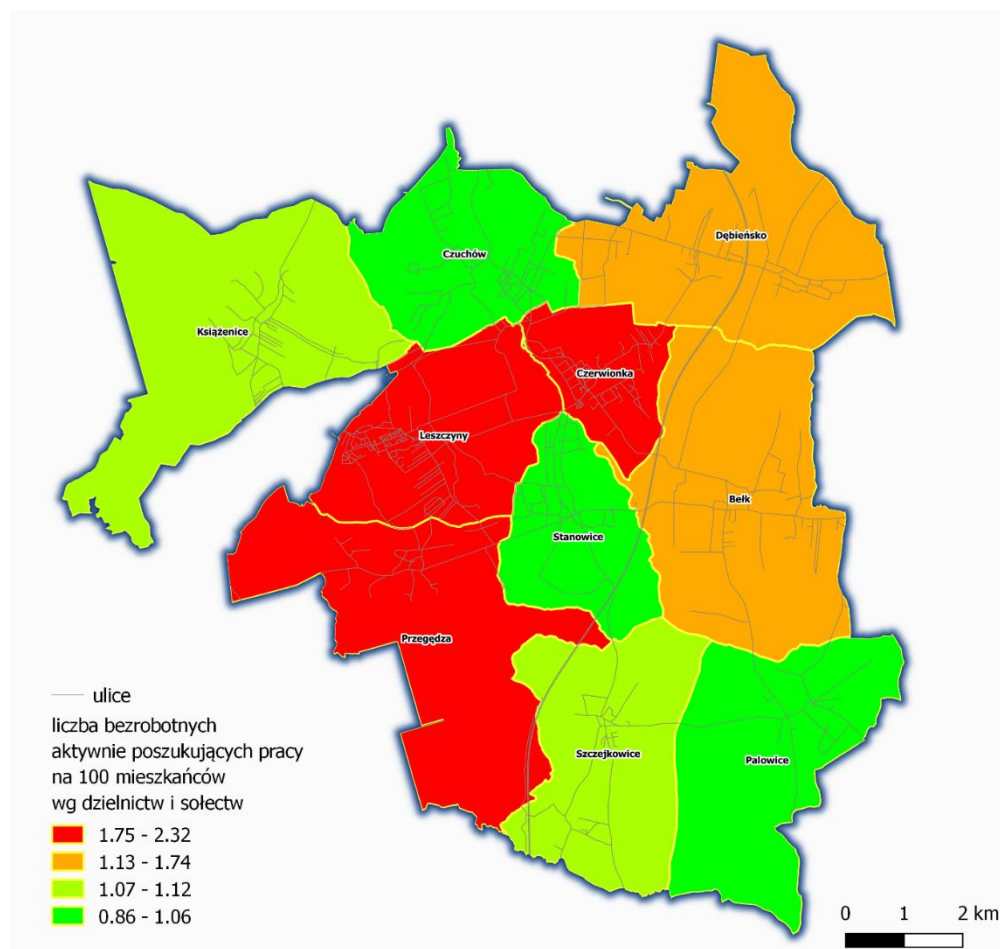 Dębieńsko
Czuchów
Książenice
Czerwionka
Leszczyny
Bełk
Stanowice
Przegędza
Szczejkowice
Palowice
ulice
liczba bezrobotnych
aktywnie poszukujących pracy
na 100 mieszkańców
wg dzielnictw i sołectw
1.75 - 2.32
1.13 - 1.74
1.07 - 1.12
0.86 - 1.06
0 1 2 km